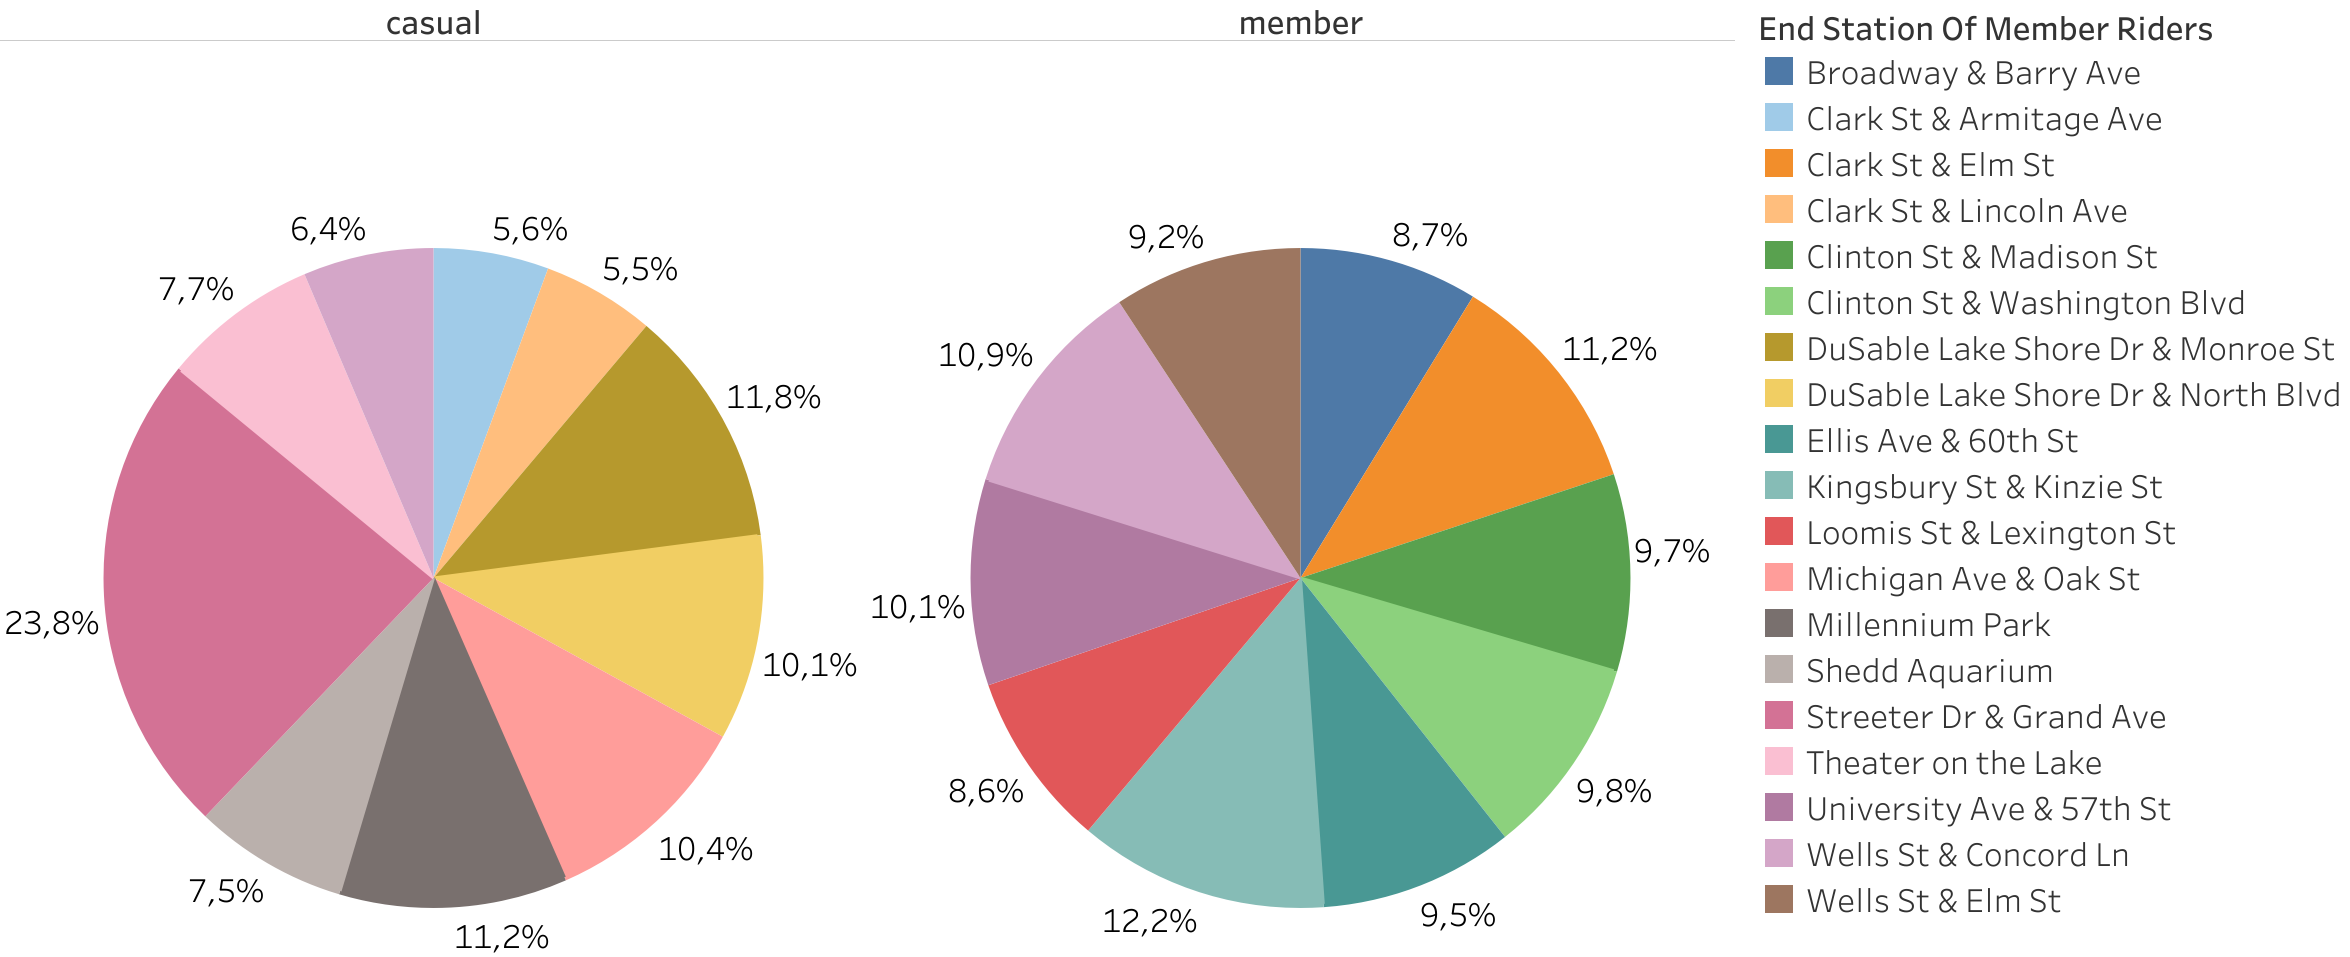 casual
member
6,4%
5,6%
5,5%
7,7%
11,8%
10,1%
23,8%
10,4%
7,5%
11,2%
9,2%
8,7%
11,2%
10,9%
9,7%
10,1%
9,8%
8,6%
9,5%
12,2%
End Station Of Member Riders
Broadway & Barry Ave
Clark St & Armitage Ave
Clark St & Elm St
Clark St & Lincoln Ave
Clinton St & Madison St
Clinton St & Washington Blvd
DuSable Lake Shore Dr & Monroe St
DuSable Lake Shore Dr & North Blvd
Ellis Ave & 60th St
Kingsbury St & Kinzie St
Loomis St & Lexington St
Michigan Ave & Oak St
Millennium Park
Shedd Aquarium
Streeter Dr & Grand Ave
Theater on the Lake
University Ave & 57th St
Wells St & Concord Ln
Wells St & Elm St